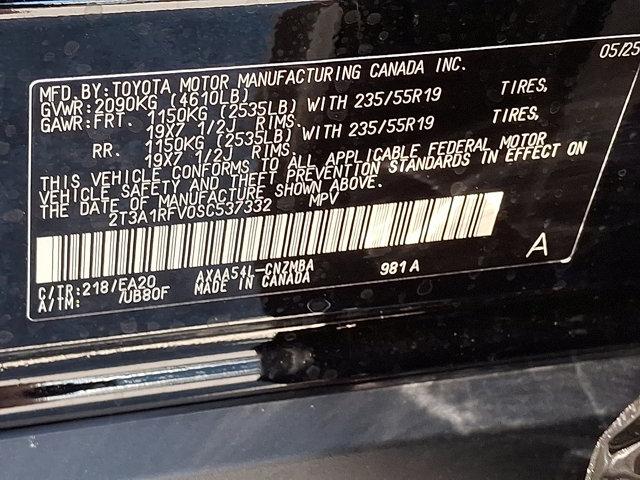 05/25
MFD.BY:TOYOTA MOTOR MANUFACTURING CANADA INC.
GVWR:2090KG (4610LB)
GAWR:FRT. 1150KG (2535LB) WITH 235/55R19 TIRES,
19X7 1/2J RIMS.
RR. 1150KG (2535LB) WITH 235/55R19 TIRES,
19X7 1/2J RIMS.
THIS VEHICLE CONFORMS TO ALL APPLICABLE FEDERAL MOTOR
VEHICLE SAFETY AND THEFT PREVENTION STANDARDS IN EFFECT ON
THE DATE OF MANUFACTURE SHOWN ABOVE.
2T3A1RFV0SC537332 MPV
A
C/TR:218/EA20 AXAA54L-CNZMBA 981A
A/TM: /UB80F MADE IN CANADA